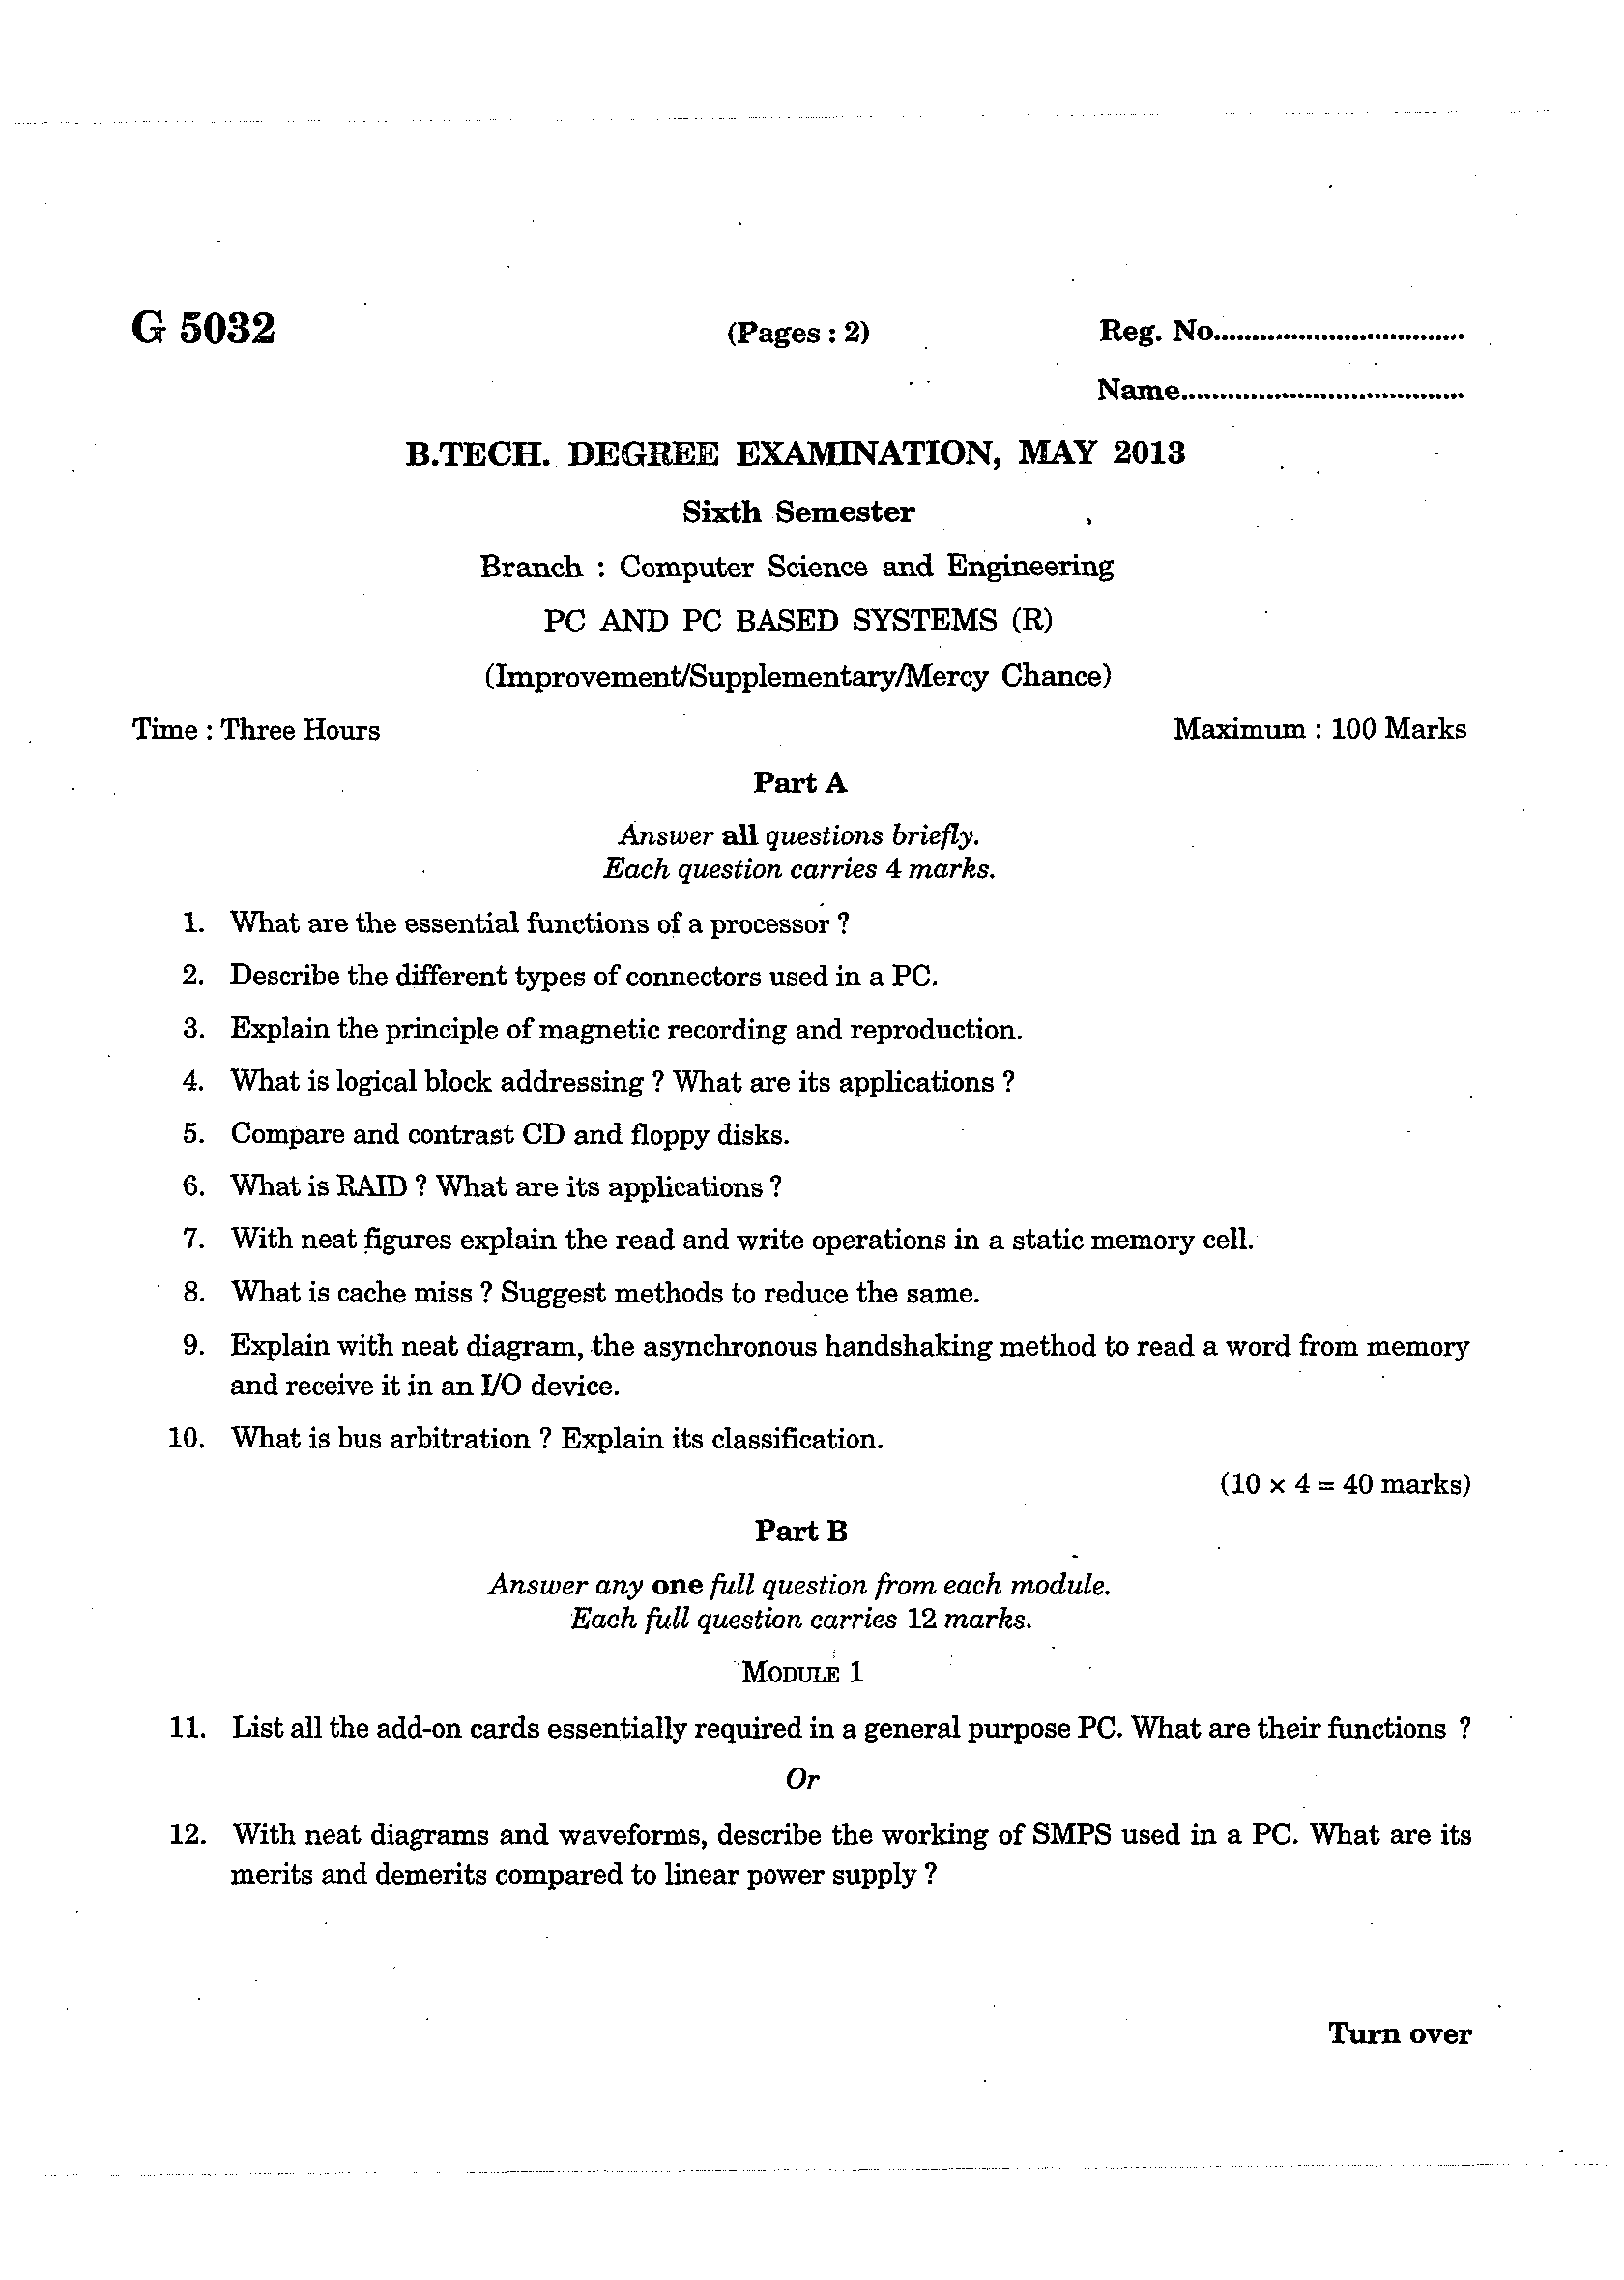 G 5032
(Pages : 2)
Reg. No.................................
Name.....................................
B.TECH. DEGREE EXAMINATION, MAY 2013
Sixth Semester
Branch : Computer Science and Engineering
PC AND PC BASED SYSTEMS (R)
(Improvement/Supplementary/Mercy Chance)
Time : Three Hours
Maximum : 100 Marks
Part A
Answer all questions briefly.
Each question carries 4 marks.
1. What are the essential functions of a processor ?
2. Describe the different types of connectors used in a PC.
3. Explain the principle of magnetic recording and reproduction.
4. What is logical block addressing ? What are its applications ?
5. Compare and contrast CD and floppy disks.
6. What is RAID ? What are its applications ?
7. With neat figures explain the read and write operations in a static memory cell.
8. What is cache miss ? Suggest methods to reduce the same.
9. Explain with neat diagram, the asynchronous handshaking method to read a word from memory
and receive it in an I/O device.
10. What is bus arbitration ? Explain its classification.
(10 × 4 = 40 marks)
Part B
Answer any one full question from each module.
Each full question carries 12 marks.
MODULE 1
11. List all the add-on cards essentially required in a general purpose PC. What are their functions ?
Or
12. With neat diagrams and waveforms, describe the working of SMPS used in a PC. What are its
merits and demerits compared to linear power supply ?
Turn over